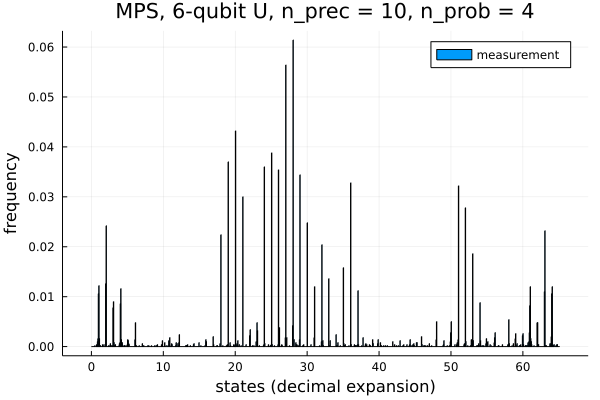 MPS, 6-qubit U, n_prec = 10, n_prob = 4
measurement
frequency
0.06
0.05
0.04
0.03
0.02
0.01
0.00
0 10 20 30 40 50 60
states (decimal expansion)